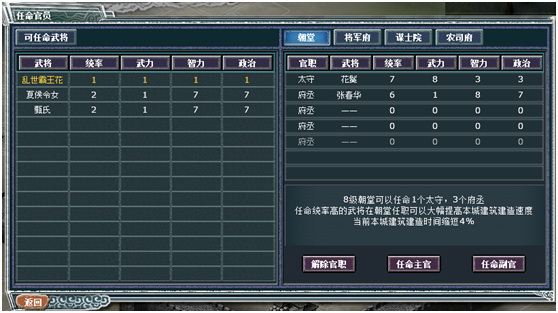 任命官员
可任命武将
武将 统率 武力 智力 政治
乱世霸王花 1 1 1 1
夏侯令女 2 1 7 7
甄氏 2 1 7 7
朝堂 将军府 谋士院 农司府
官职 武将 统率 武力 智力 政治
太守 花鬘 7 8 3 3
府丞 张春华 6 1 8 7
府丞 —— 0 0 0 0
府丞 —— 0 0 0 0
府丞 —— 0 0 0 0
8级朝堂可以任命1个太守，3个府丞
任命统率高的武将在朝堂任职可以大幅提高本城建筑建造速度
当前本城建筑建造时间缩短4%
解除官职 任命主官 任命副官
返回